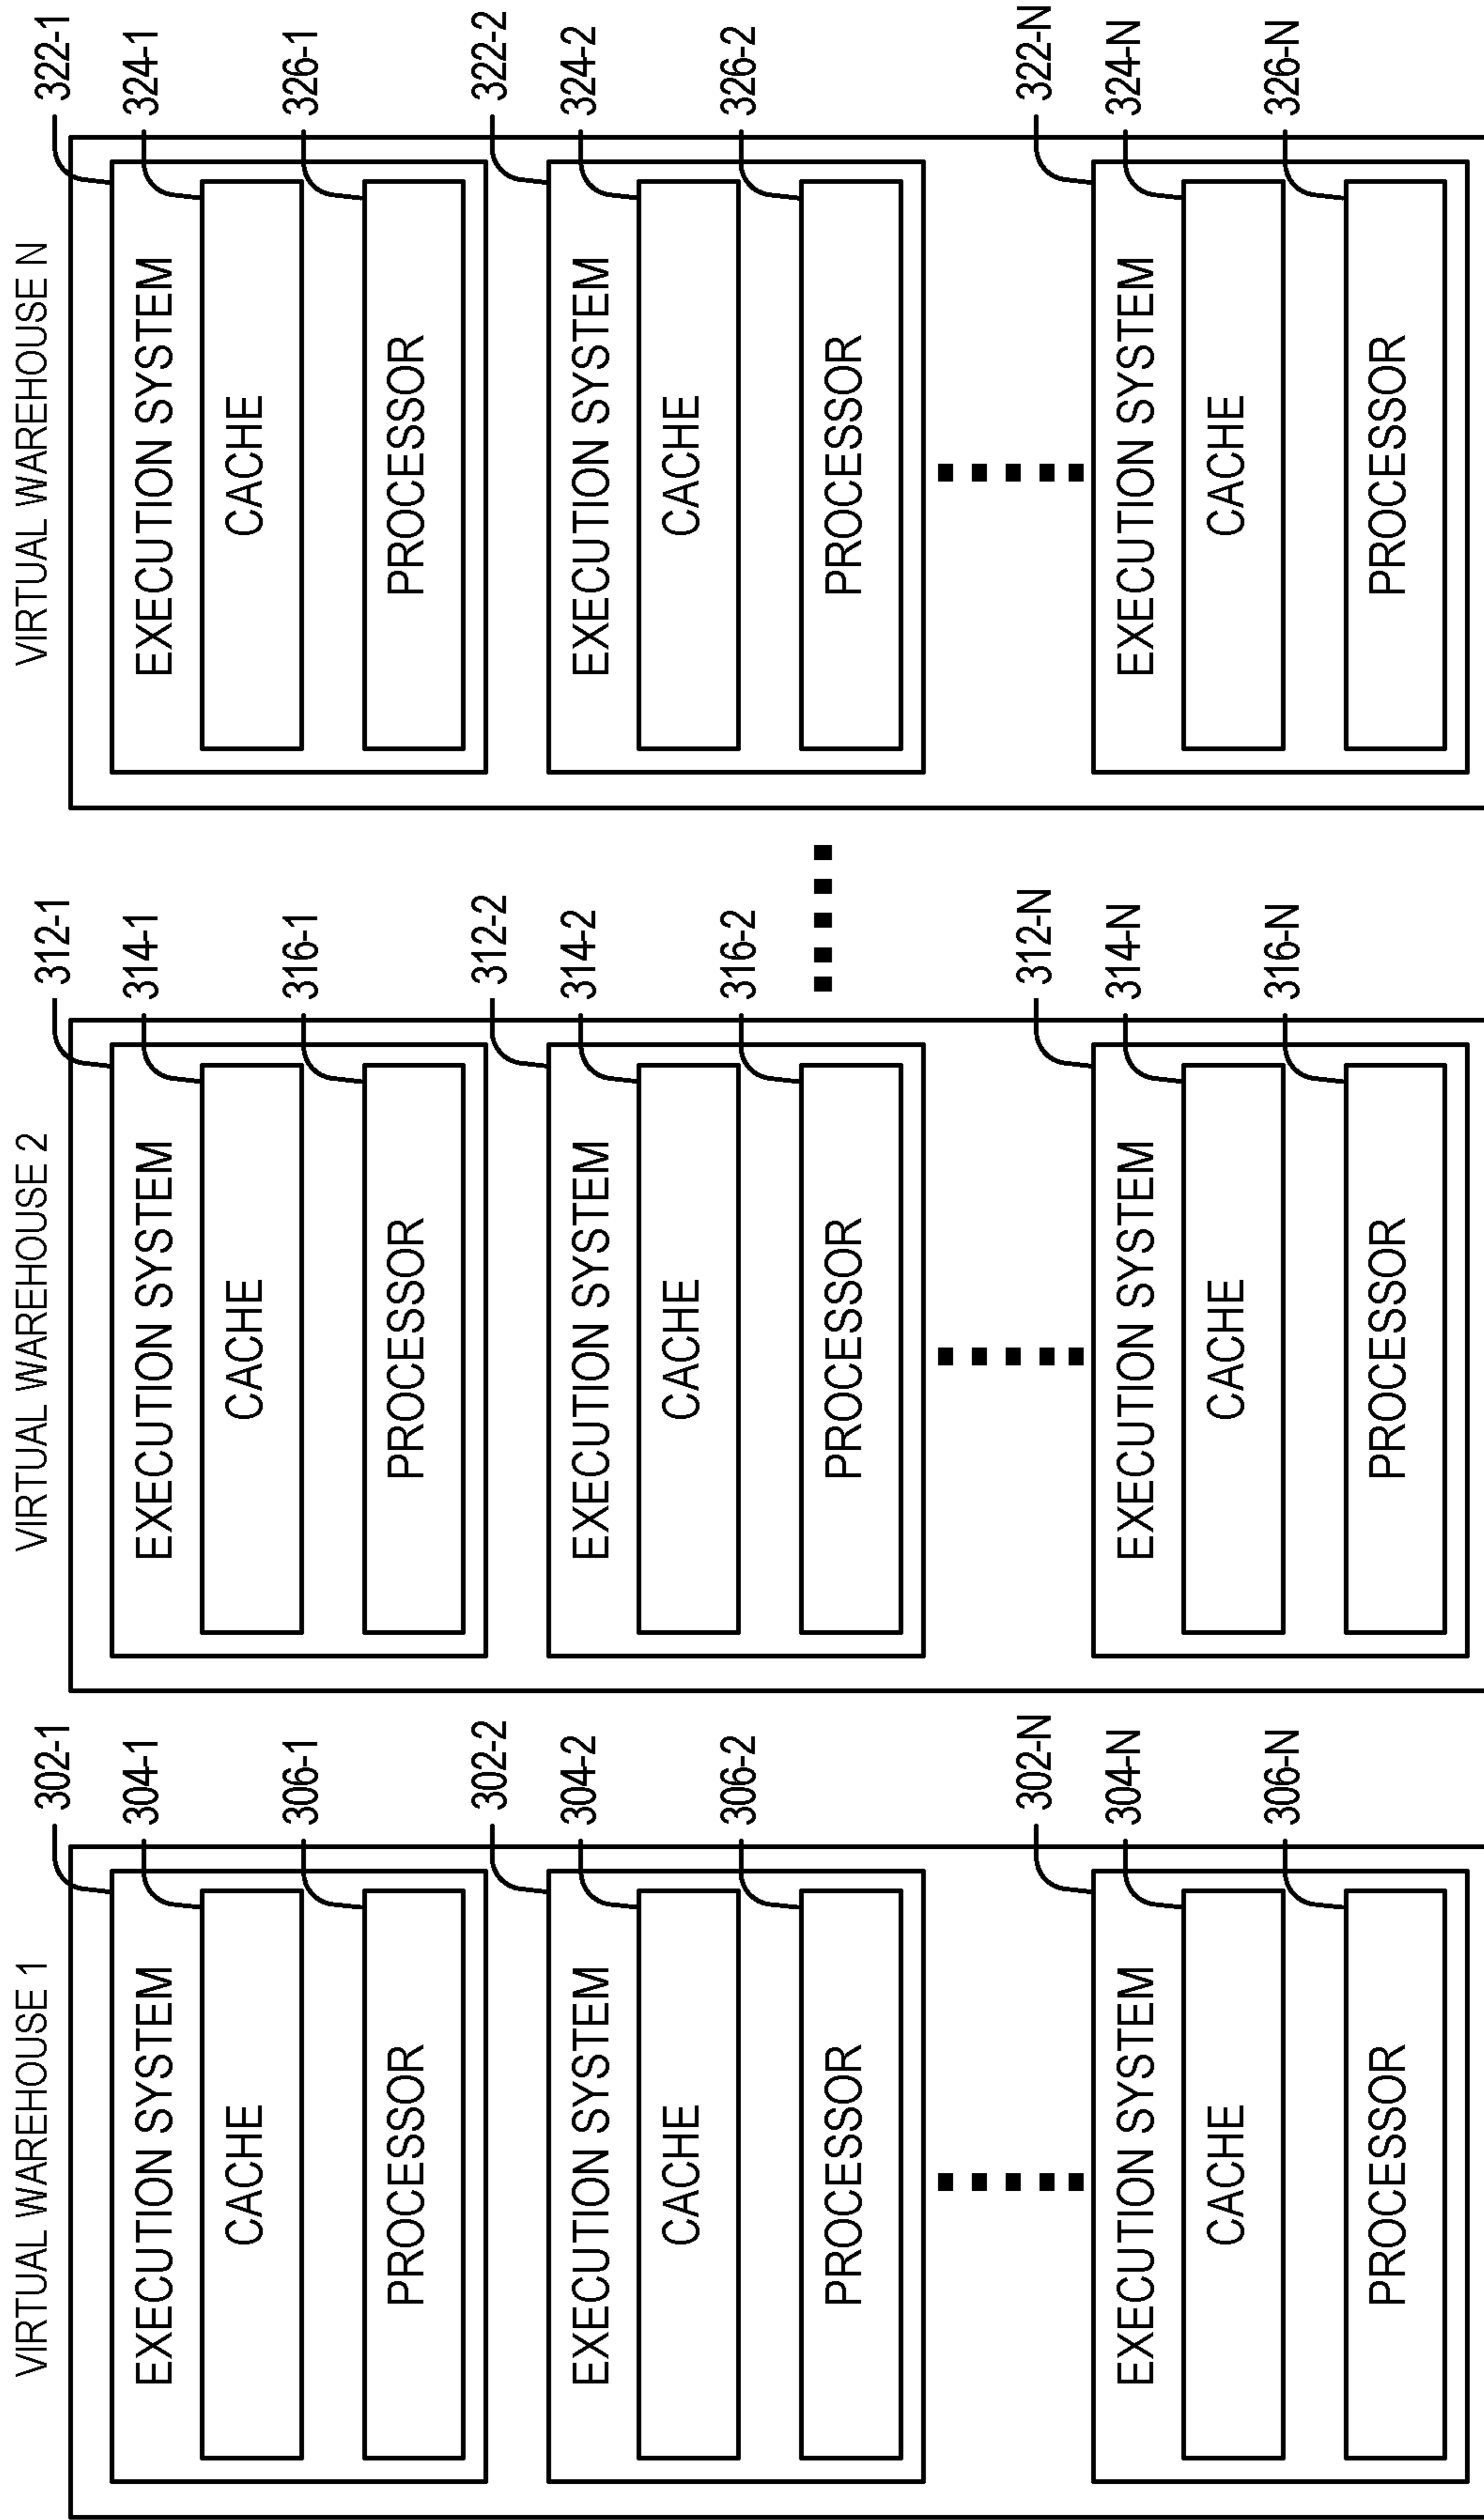 VIRTUAL WAREHOUSE 1
302-1
EXECUTION SYSTEM
304-1
CACHE
306-1
PROCESSOR
302-2
EXECUTION SYSTEM
304-2
CACHE
306-2
PROCESSOR
302-N
EXECUTION SYSTEM
304-N
CACHE
306-N
PROCESSOR
VIRTUAL WAREHOUSE 2
312-1
EXECUTION SYSTEM
314-1
CACHE
316-1
PROCESSOR
312-2
EXECUTION SYSTEM
314-2
CACHE
316-2
PROCESSOR
312-N
EXECUTION SYSTEM
314-N
CACHE
316-N
PROCESSOR
VIRTUAL WAREHOUSE N
322-1
EXECUTION SYSTEM
324-1
CACHE
326-1
PROCESSOR
322-2
EXECUTION SYSTEM
324-2
CACHE
326-2
PROCESSOR
322-N
EXECUTION SYSTEM
324-N
CACHE
326-N
PROCESSOR